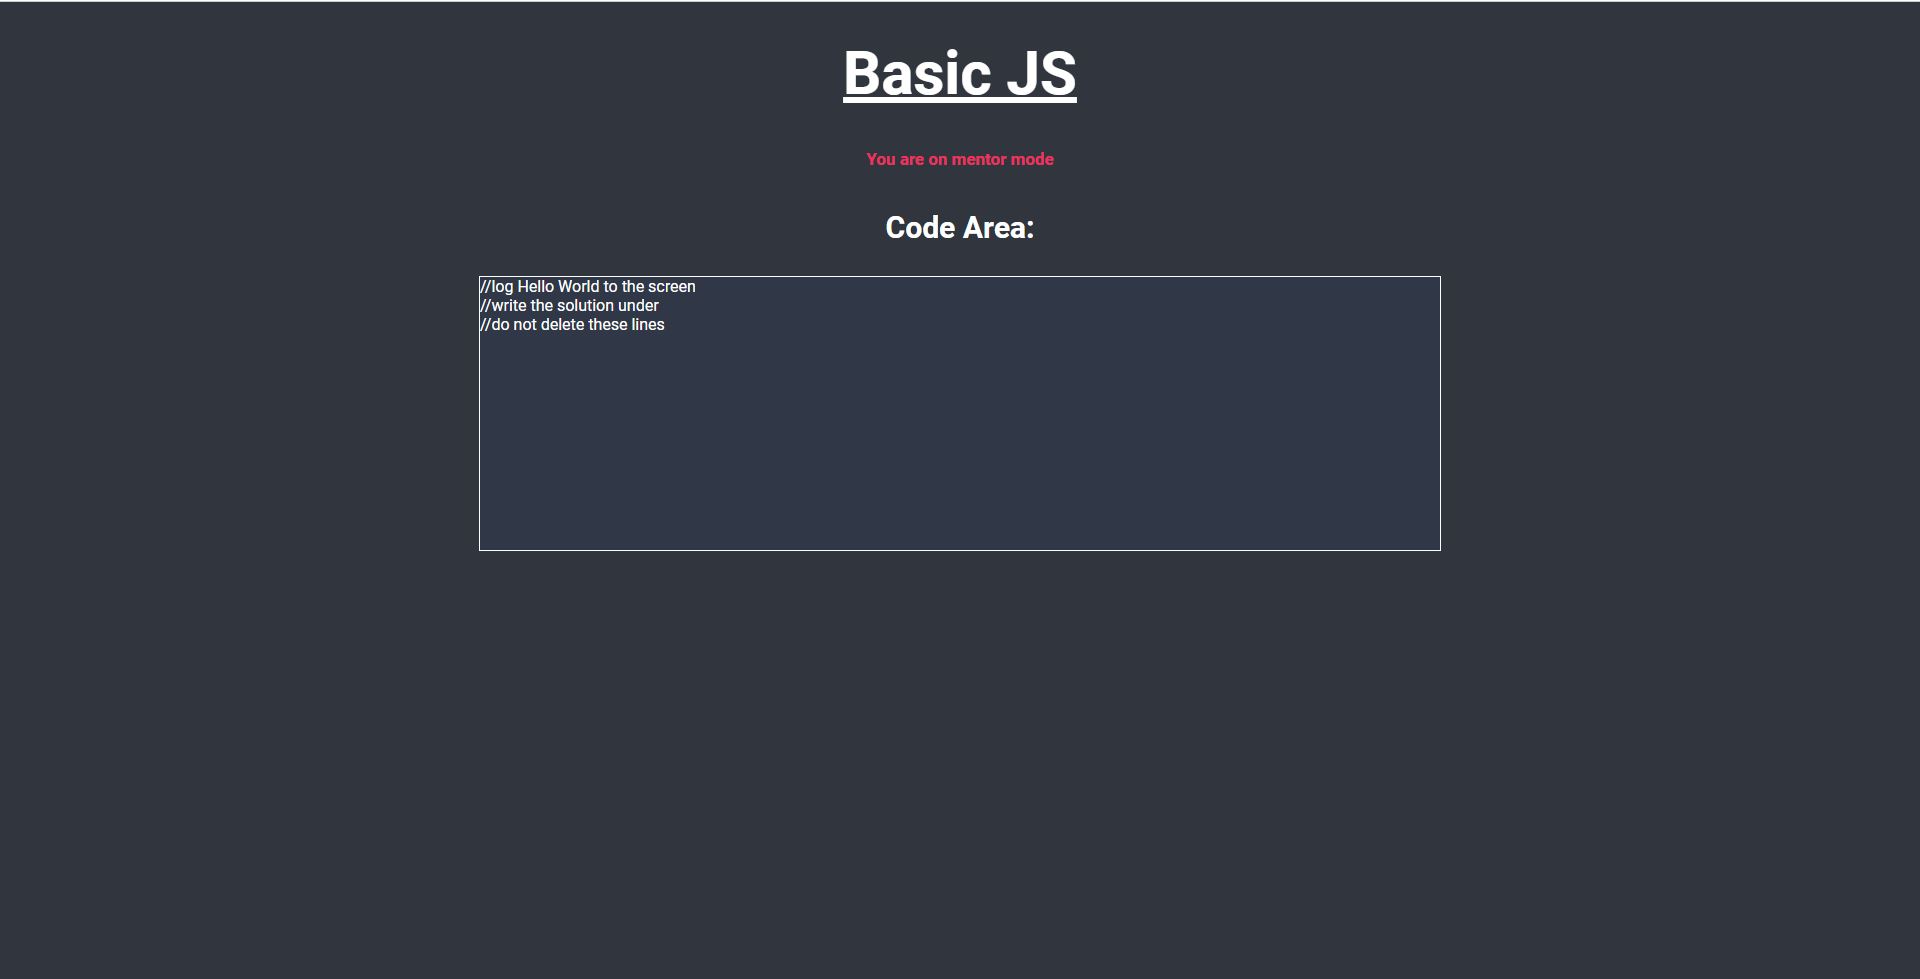 Basic JS
You are on mentor mode
Code Area:
//log Hello World to the screen
//write the solution under
//do not delete these lines